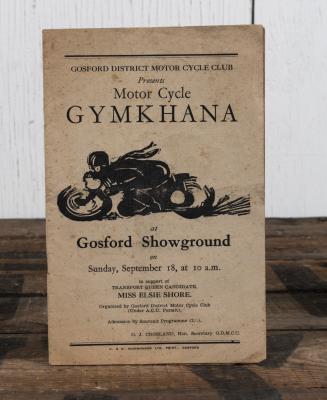 GOSFORD DISTRICT MOTOR CYCLE CLUB
Presents
Motor Cycle
GYMKHANA
at
Gosford Showground
on
Sunday, September 18, at 10 a.m.
in support of
TRANSPORT QUEEN CANDIDATE,
MISS ELSIE SHORE.
Organised by Gosford District Motor Cycle Club
(Under A.C.U. Permit).
Admission by Souvenir Programme
Hon. Secretary G.D.M.C.C.